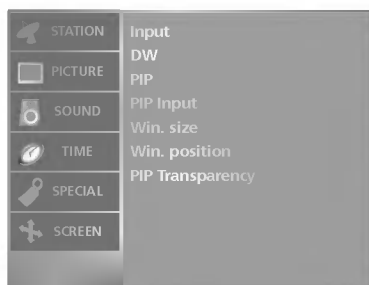 STATION
PICTURE
SOUND
TIME
SPECIAL
SCREEN
Input
DW
PIP
PIP Input
Win. size
Win. position
PIP Transparency